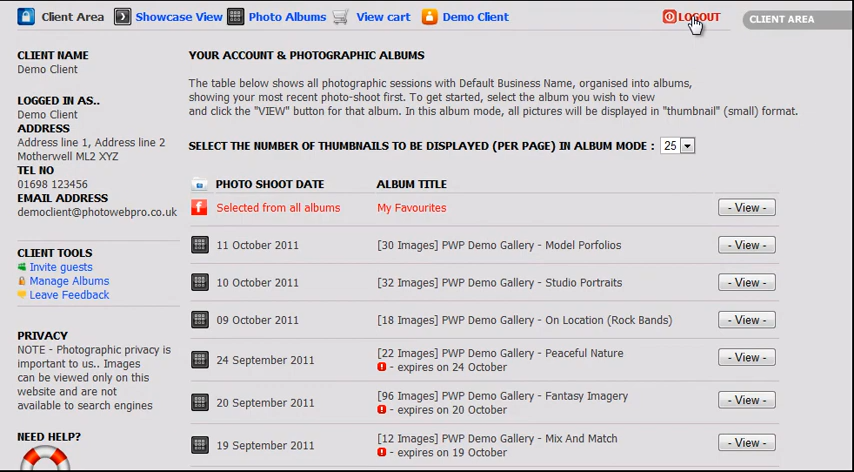 Client Area Showcase View Photo Albums View cart Demo Client LOGOUT CLIENT AREA
CLIENT NAME
Demo Client
LOGGED IN AS..
Demo Client
ADDRESS
Address line 1, Address line 2
Motherwell ML2 XYZ
TEL NO
01698 123456
EMAIL ADDRESS
democlient@photowebpro.co.uk
CLIENT TOOLS
Invite guests
Manage Albums
Leave Feedback
PRIVACY
NOTE - Photographic privacy is
important to us.. Images
can be viewed only on this
website and are not
available to search engines
NEED HELP?
YOUR ACCOUNT & PHOTOGRAPHIC ALBUMS
The table below shows all photographic sessions with Default Business Name, organised into albums,
showing your most recent photo-shoot first. To get started, select the album you wish to view
and click the "VIEW" button for that album. In this album mode, all pictures will be displayed in "thumbnail" (small) format.
SELECT THE NUMBER OF THUMBNAILS TO BE DISPLAYED (PER PAGE) IN ALBUM MODE : 25
PHOTO SHOOT DATE ALBUM TITLE
f Selected from all albums My Favourites - View -
11 October 2011 [30 Images] PWP Demo Gallery - Model Porfolios - View -
10 October 2011 [32 Images] PWP Demo Gallery - Studio Portraits - View -
09 October 2011 [18 Images] PWP Demo Gallery - On Location (Rock Bands) - View -
24 September 2011 [22 Images] PWP Demo Gallery - Peaceful Nature - View -
- expires on 24 October
20 September 2011 [96 Images] PWP Demo Gallery - Fantasy Imagery - View -
- expires on 20 October
19 September 2011 [12 Images] PWP Demo Gallery - Mix And Match - View -
- expires on 19 October